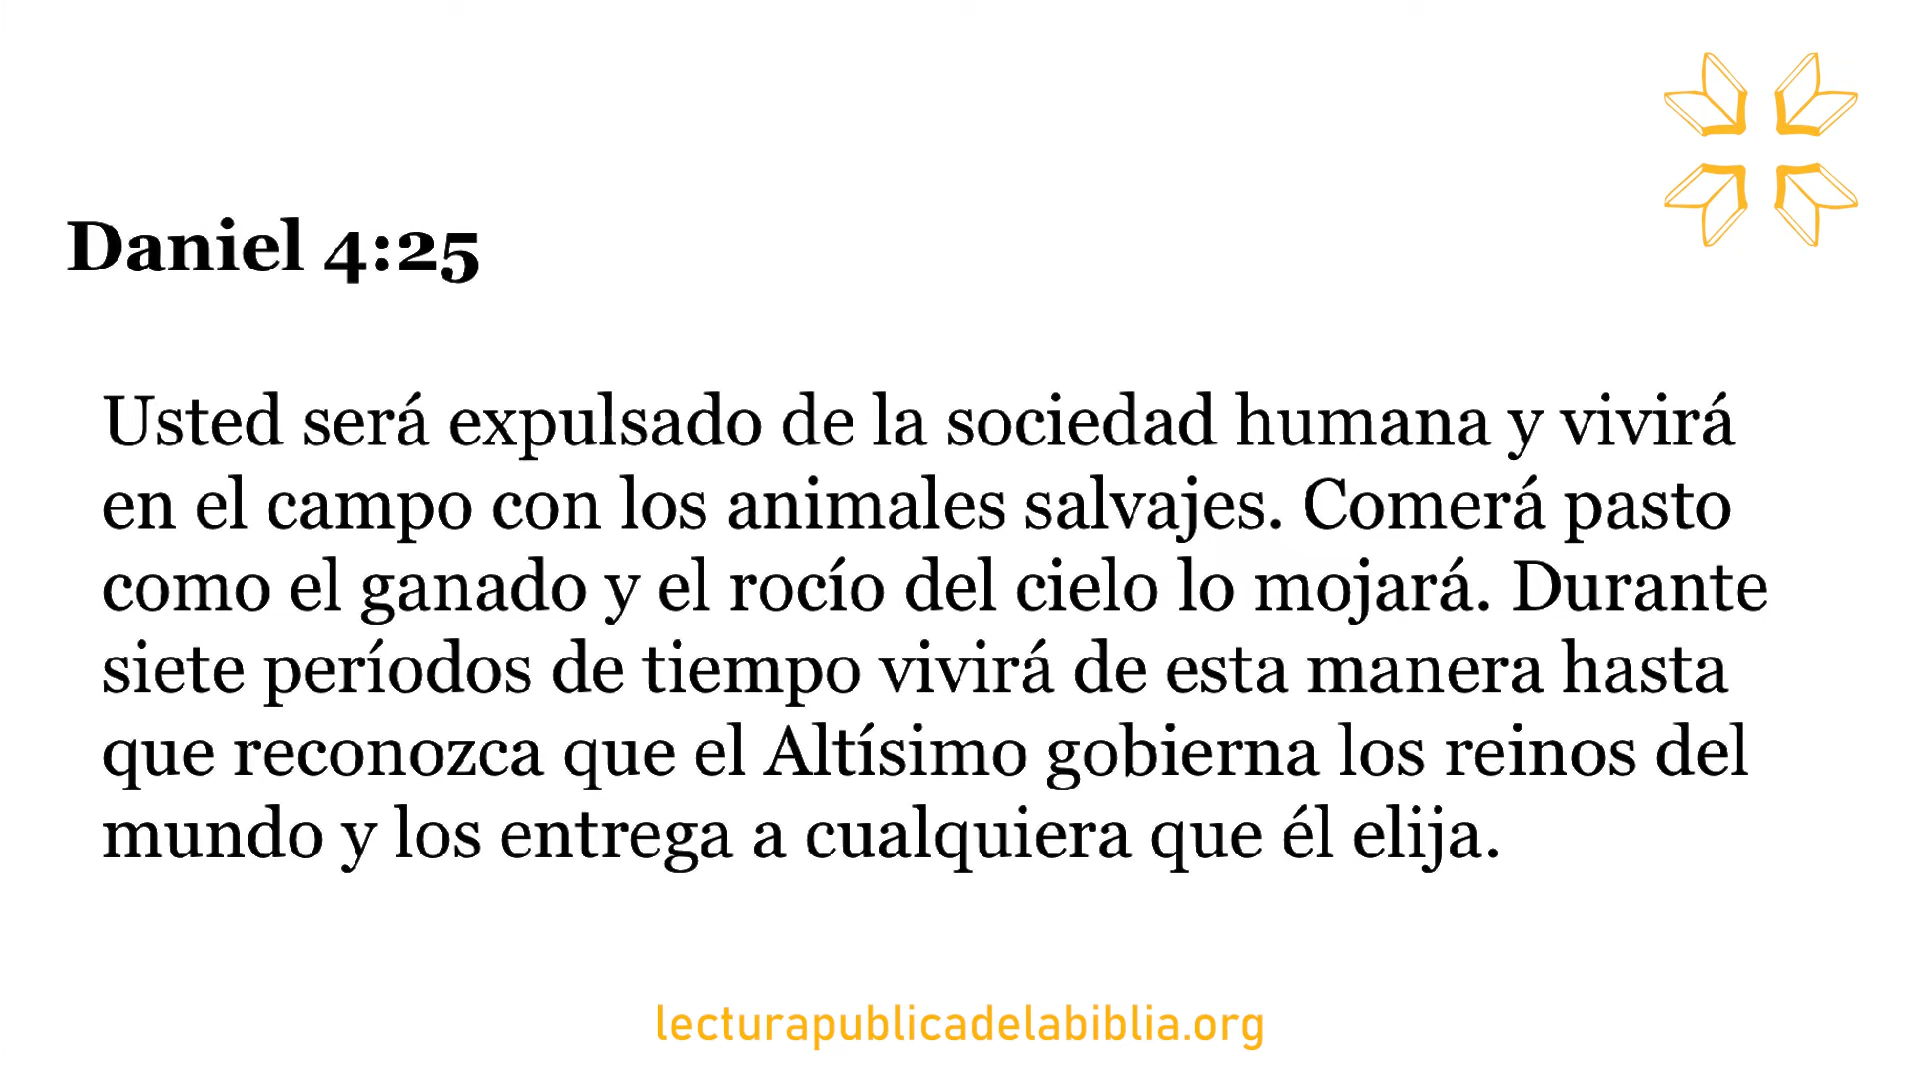 Daniel 4:25
Usted será expulsado de la sociedad humana y vivirá
en el campo con los animales salvajes. Comerá pasto
como el ganado y el rocío del cielo lo mojará. Durante
siete períodos de tiempo vivirá de esta manera hasta
que reconozca que el Altísimo gobierna los reinos del
mundo y los entrega a cualquiera que él elija.
lecturapublicadelabiblia.org